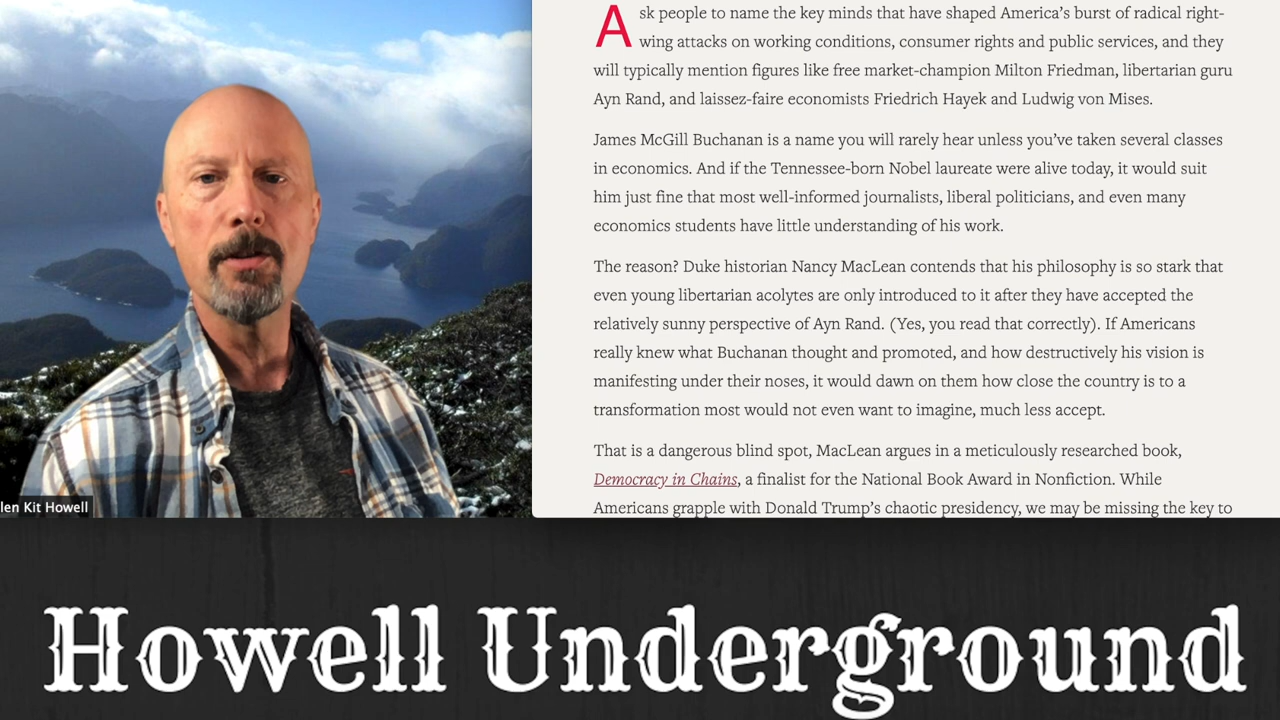 Ask people to name the key minds that have shaped America’s burst of radical right-
wing attacks on working conditions, consumer rights and public services, and they
will typically mention figures like free market-champion Milton Friedman, libertarian guru
Ayn Rand, and laissez-faire economists Friedrich Hayek and Ludwig von Mises.
James McGill Buchanan is a name you will rarely hear unless you’ve taken several classes
in economics. And if the Tennessee-born Nobel laureate were alive today, it would suit
him just fine that most well-informed journalists, liberal politicians, and even many
economics students have little understanding of his work.
The reason? Duke historian Nancy MacLean contends that his philosophy is so stark that
even young libertarian acolytes are only introduced to it after they have accepted the
relatively sunny perspective of Ayn Rand. (Yes, you read that correctly). If Americans
really knew what Buchanan thought and promoted, and how destructively his vision is
manifesting under their noses, it would dawn on them how close the country is to a
transformation most would not even want to imagine, much less accept.
That is a dangerous blind spot, MacLean argues in a meticulously researched book,
Democracy in Chains, a finalist for the National Book Award in Nonfiction. While
Americans grapple with Donald Trump’s chaotic presidency, we may be missing the key to
len Kit Howell
Howell Underground